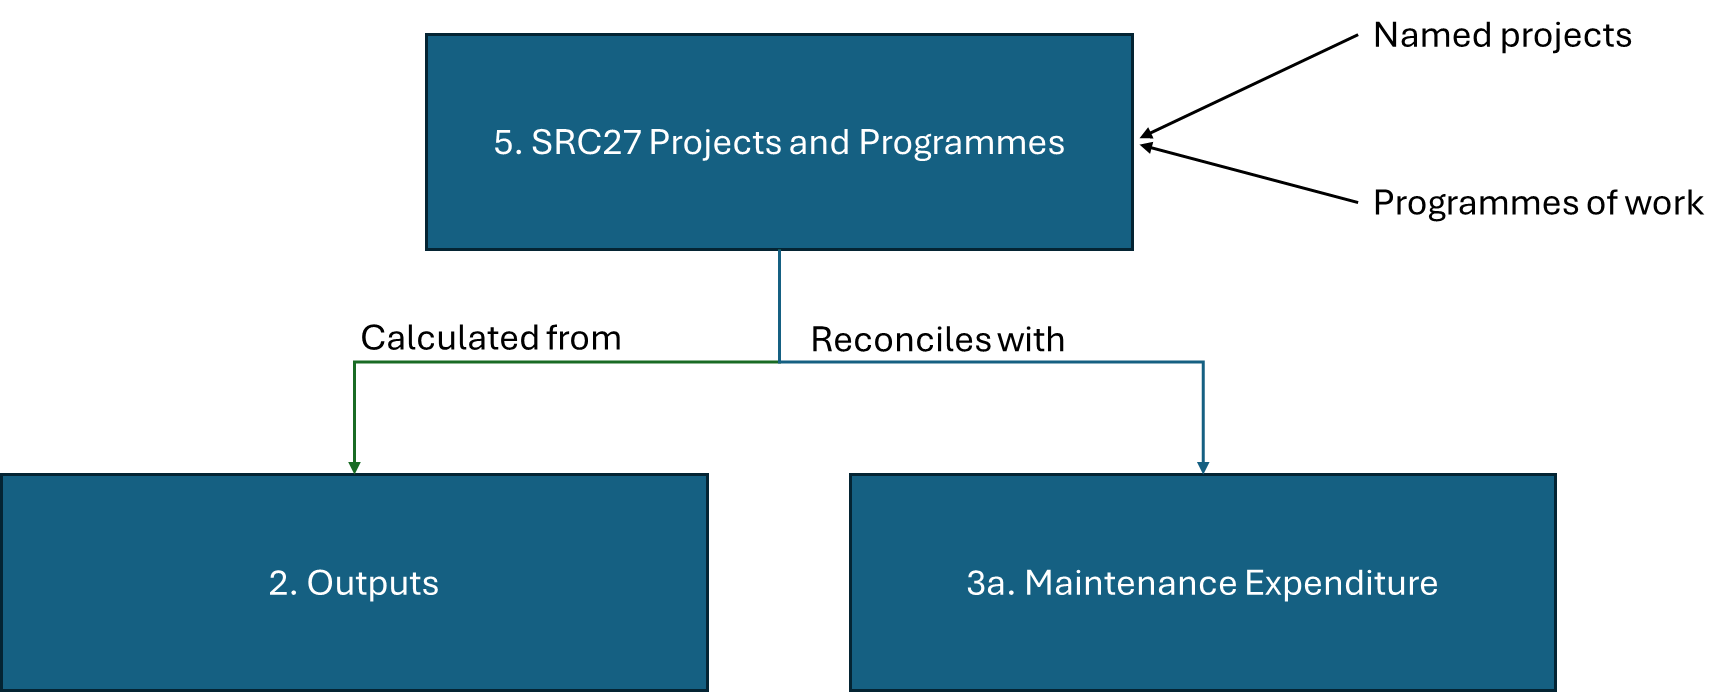 Named projects
5. SRC27 Projects and Programmes
Programmes of work
Calculated from
Reconciles with
2. Outputs
3a. Maintenance Expenditure